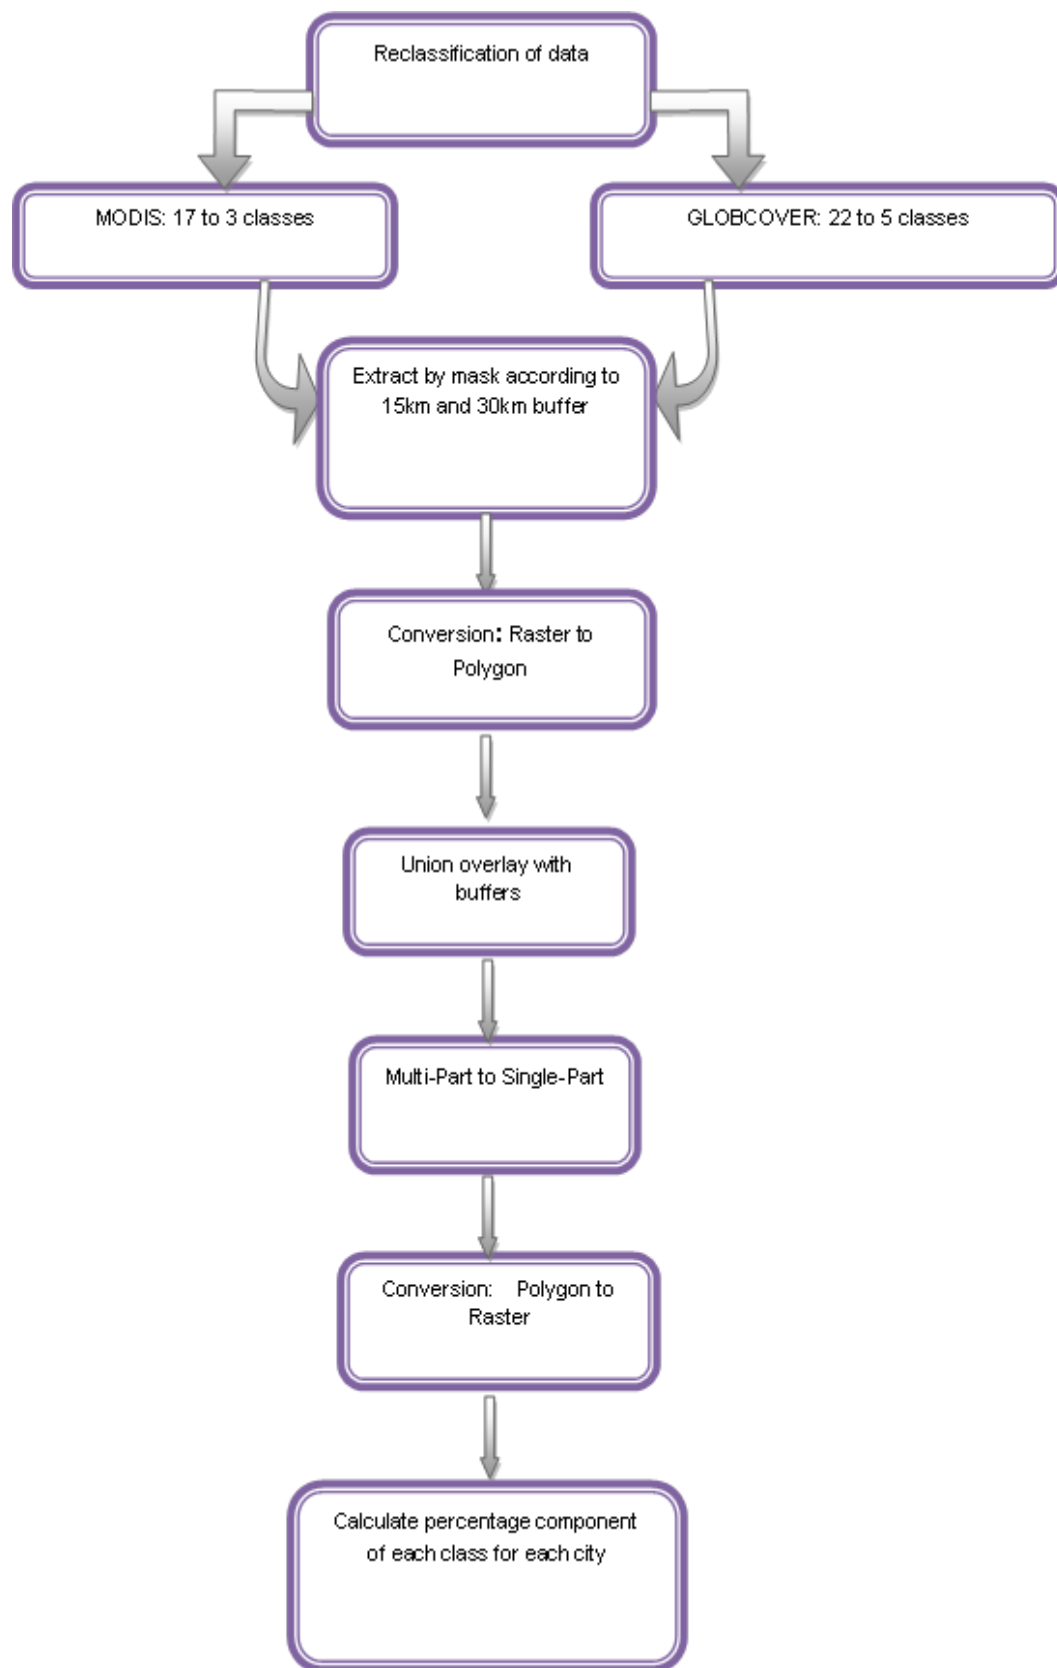 Reclassification of data
MODIS: 17 to 3 classes
GLOBCOVER: 22 to 5 classes
Extract by mask according to
15km and 30km buffer
Conversion: Raster to
Polygon
Union overlay with
buffers
Multi-Part to Single-Part
Conversion: Polygon to
Raster
Calculate percentage component
of each class for each city